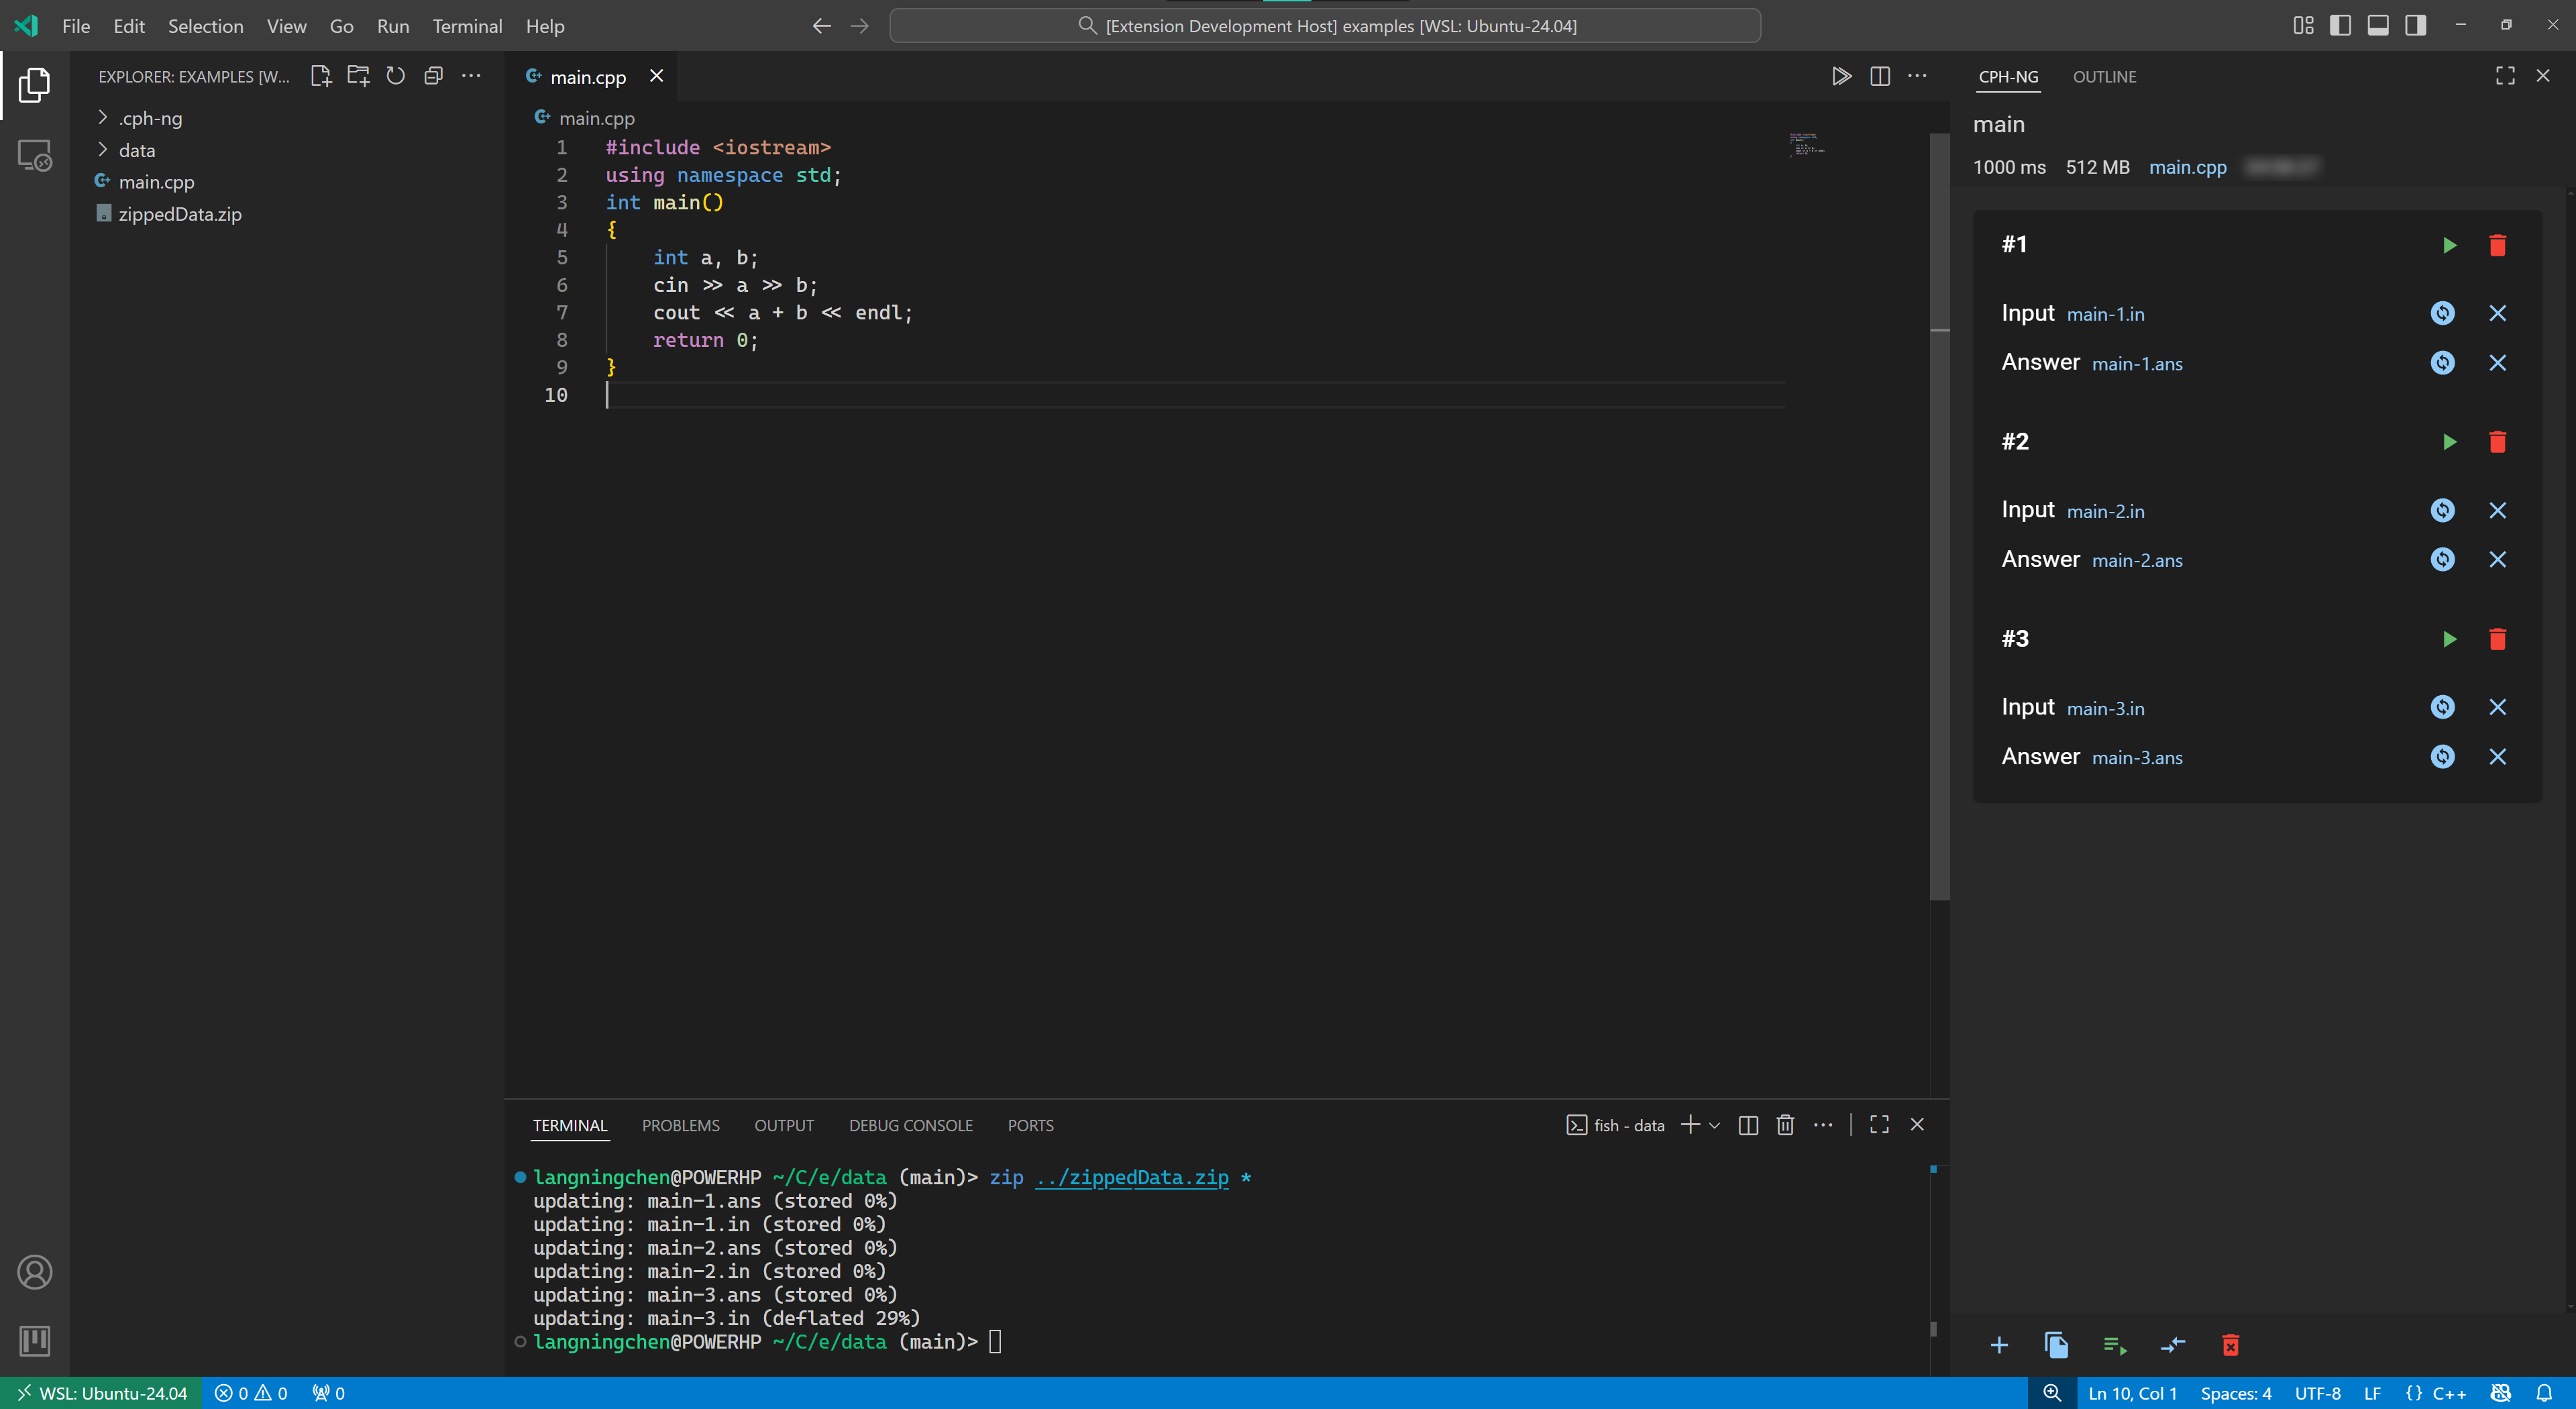 File Edit Selection View Go Run Terminal Help
[Extension Development Host] examples [WSL: Ubuntu-24.04]
EXPLORER: EXAMPLES [W...
.cph-ng
data
main.cpp
zippedData.zip
main.cpp
main.cpp
1 #include <iostream>
2 using namespace std;
3 int main()
4 {
5 int a, b;
6 cin >> a >> b;
7 cout << a + b << endl;
8 return 0;
9 }
10
TERMINAL PROBLEMS OUTPUT DEBUG CONSOLE PORTS
fish - data
langningchen@POWERHP ~/C/e/data (main)> zip ../zippedData.zip *
updating: main-1.ans (stored 0%)
updating: main-1.in (stored 0%)
updating: main-2.ans (stored 0%)
updating: main-2.in (stored 0%)
updating: main-3.ans (stored 0%)
updating: main-3.in (deflated 29%)
langningchen@POWERHP ~/C/e/data (main)>
CPH-NG OUTLINE
main
1000 ms 512 MB main.cpp
#1
Input main-1.in
Answer main-1.ans
#2
Input main-2.in
Answer main-2.ans
#3
Input main-3.in
Answer main-3.ans
WSL: Ubuntu-24.04 0 0 0
Ln 10, Col 1 Spaces: 4 UTF-8 LF {} C++